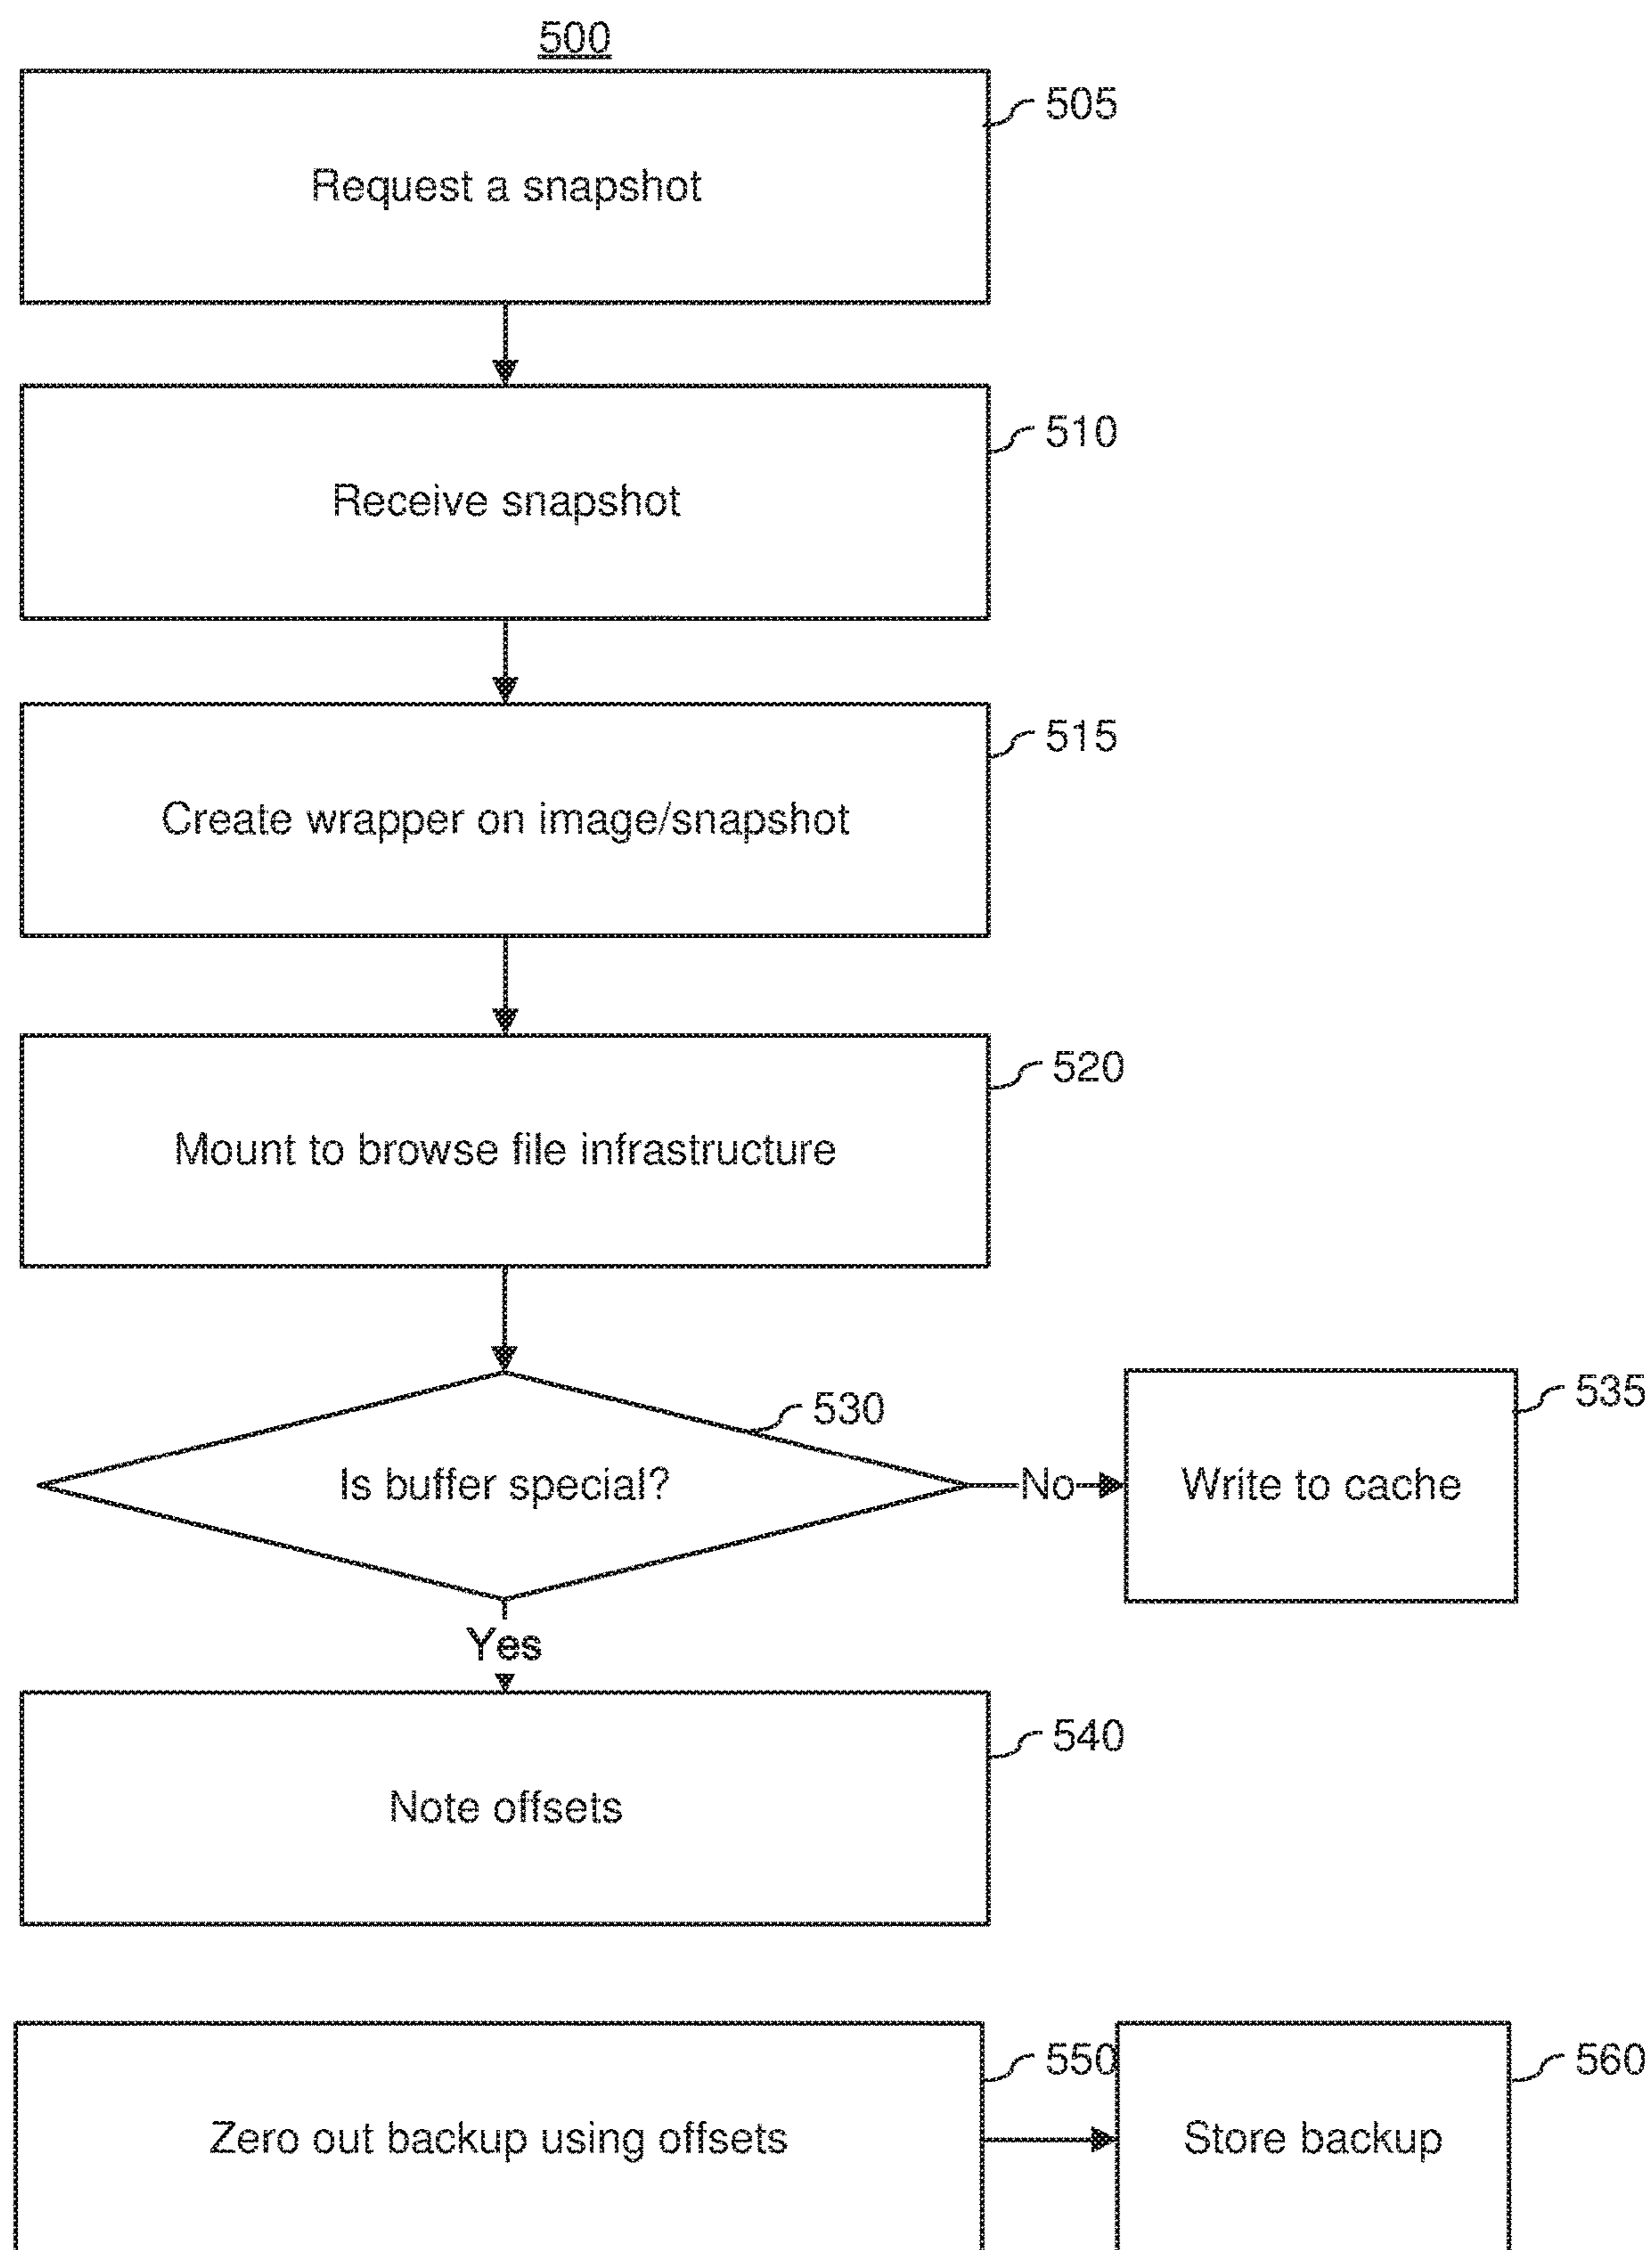 500
505
Request a snapshot
510
Receive snapshot
515
Create wrapper on image/snapshot
520
Mount to browse file infrastructure
530
535
Is buffer special?
No
Write to cache
Yes
540
Note offsets
550
560
Zero out backup using offsets
Store backup